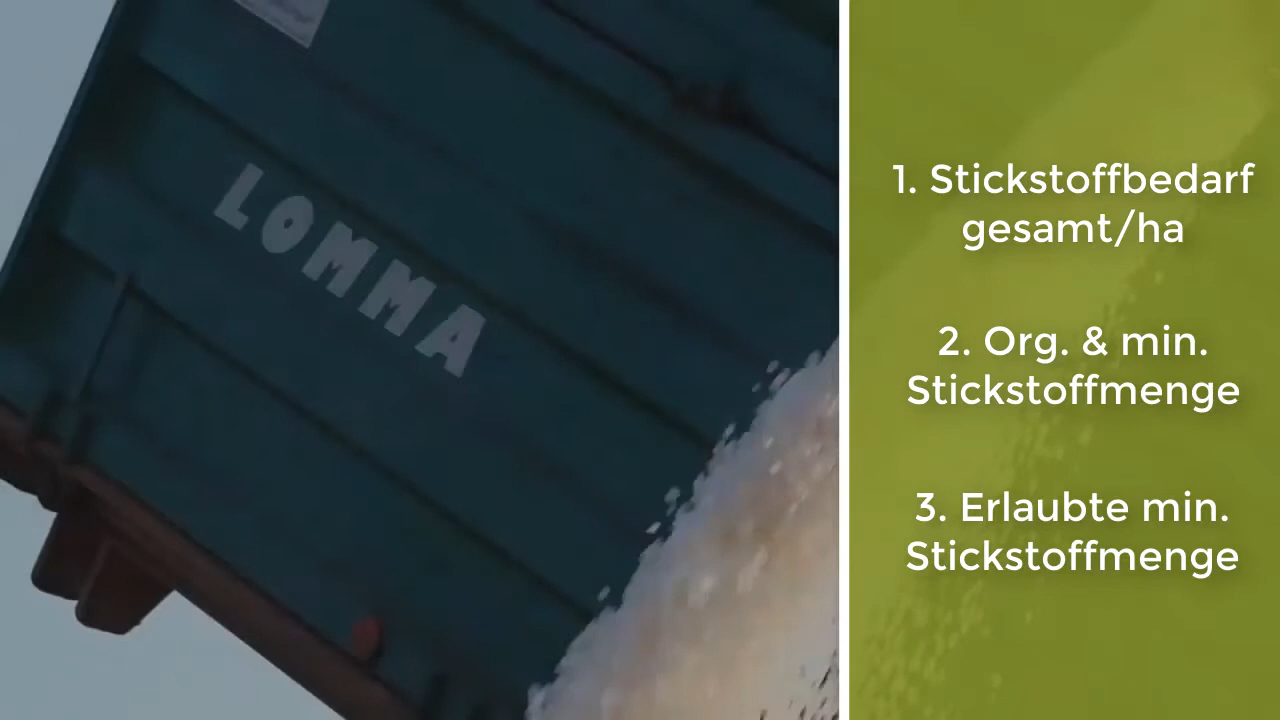 LOMMA
1. Stickstoffbedarf
gesamt/ha
2. Org. & min.
Stickstoffmenge
3. Erlaubte min.
Stickstoffmenge